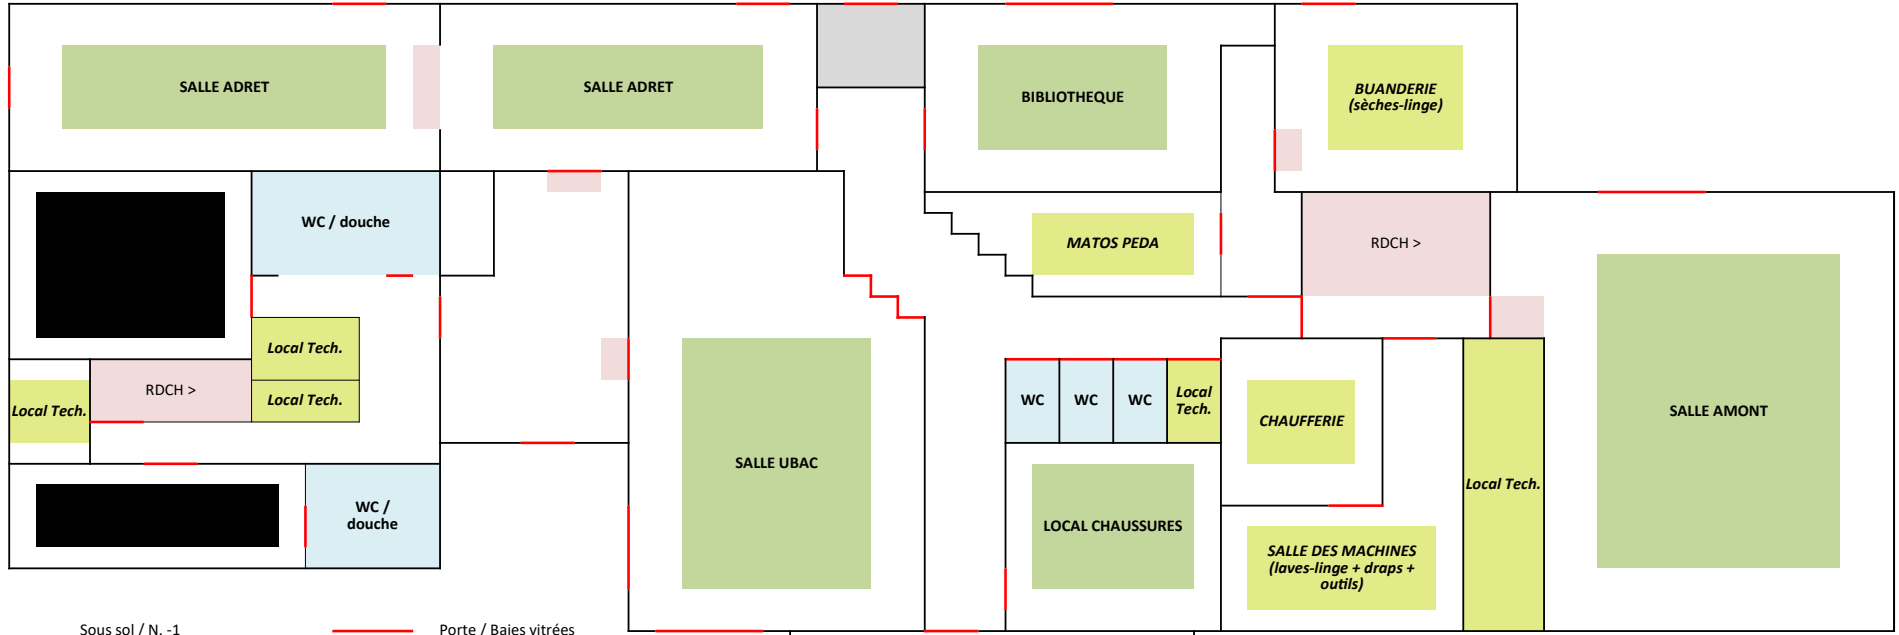 SALLE ADRET
SALLE ADRET
BIBLIOTHEQUE
BUANDERIE
(sèches-linge)
WC / douche
MATOS PEDA
RDCH >
Local Tech.
RDCH >
Local Tech.
Local Tech.
WC
WC
WC
Local
Tech.
CHAUFFERIE
SALLE AMONT
SALLE UBAC
Local Tech.
WC /
douche
LOCAL CHAUSSURES
SALLE DES MACHINES
(laves-linge + draps +
outils)
Sous sol / N. -1
Porte / Baies vitrées